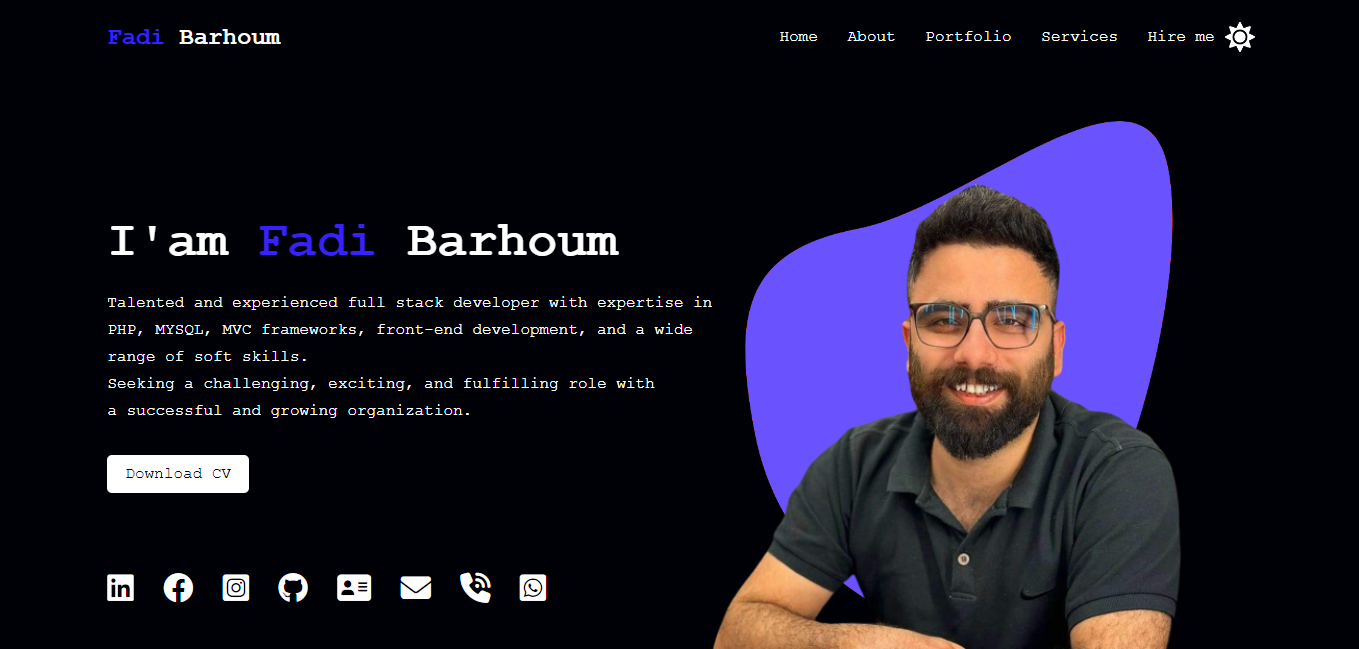 Fadi Barhoum
Home About Portfolio Services Hire me
I'am Fadi Barhoum
Talented and experienced full stack developer with expertise in
PHP, MYSQL, MVC frameworks, front-end development, and a wide
range of soft skills.
Seeking a challenging, exciting, and fulfilling role with
a successful and growing organization.
Download CV
in